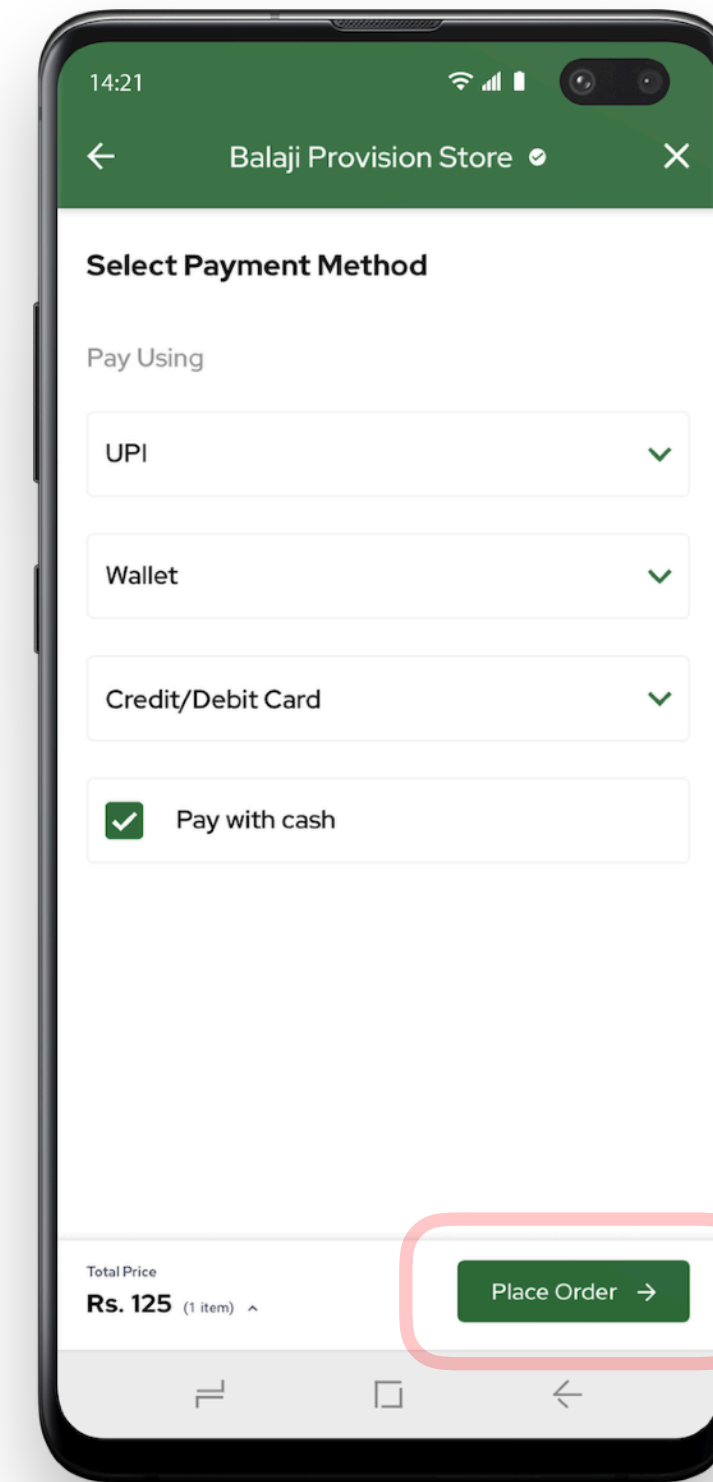 14:21
Balaji Provision Store
Select Payment Method
Pay Using
UPI
Wallet
Credit/Debit Card
Pay with cash
Total Price
Rs. 125 (1 item)
Place Order